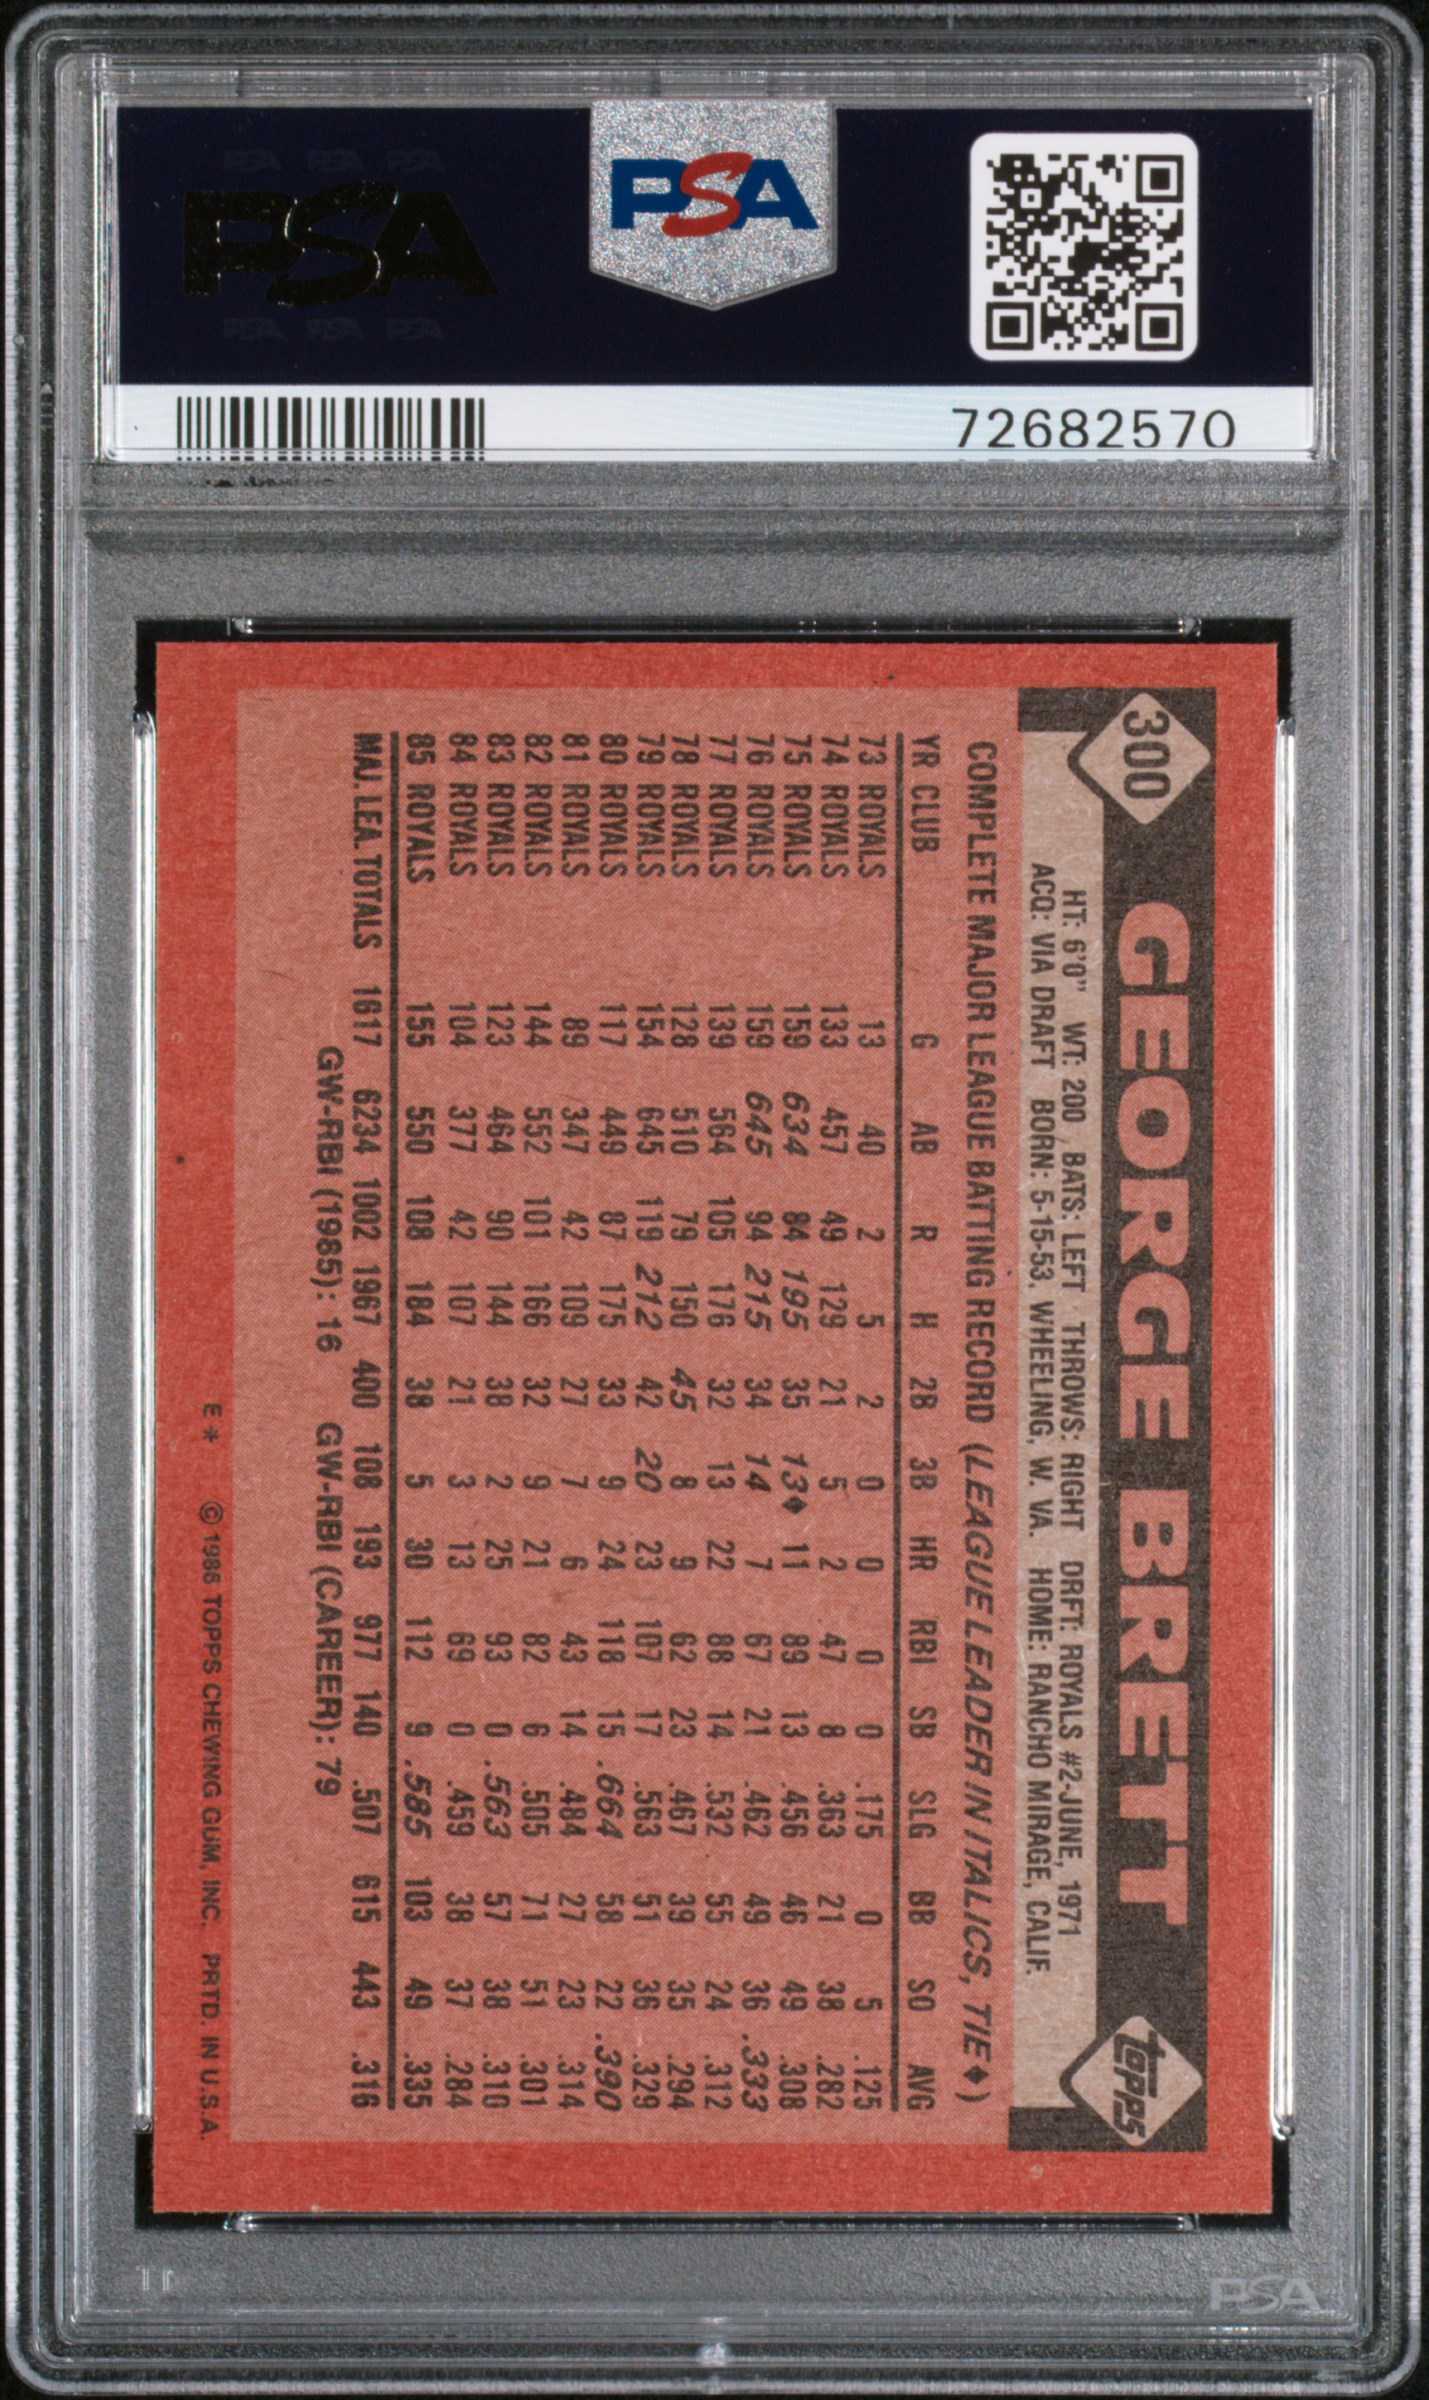 PSA PSA PSA
PSA
PSA PSA PSA
PSA
72682570
300 GEORGE BRETT topps
HT: 6'0" WT: 200 BATS: LEFT THROWS: RIGHT DRFT: ROYALS #2-JUNE, 1971
ACQ: VIA DRAFT BORN: 5-15-53, WHEELING, W. VA. HOME: RANCHO MIRAGE, CALIF.
COMPLETE MAJOR LEAGUE BATTING RECORD (LEAGUE LEADER IN ITALICS, TIE♦)
YR CLUB G AB R H 2B 3B HR RBI SB SLG BB SO AVG
73 ROYALS 13 40 2 5 2 0 0 0 0 .175 0 5 .125
74 ROYALS 133 457 49 129 21 5 2 47 8 .363 21 38 .282
75 ROYALS 159 634 84 195 35 13♦ 11 89 13 .456 46 49 .308
76 ROYALS 159 645 94 215 34 14 7 67 21 .462 49 36 .333
77 ROYALS 139 564 105 176 32 13 22 88 14 .532 55 24 .312
78 ROYALS 128 510 79 150 45 8 9 62 23 .467 39 35 .294
79 ROYALS 154 645 119 212 42 20 23 107 17 .563 51 36 .329
80 ROYALS 117 449 87 175 33 9 24 118 15 .664 58 22 .390
81 ROYALS 89 347 42 109 27 7 6 43 14 .484 27 23 .314
82 ROYALS 144 552 101 166 32 9 21 82 6 .505 71 51 .301
83 ROYALS 123 464 90 144 38 2 25 93 0 .563 57 38 .310
84 ROYALS 104 377 42 107 21 3 13 69 0 .459 38 37 .284
85 ROYALS 155 550 108 184 38 5 30 112 9 .585 103 49 .335
MAJ. LEA. TOTALS 1617 6234 1002 1967 400 108 193 977 140 .507 615 443 .316
GW-RBI (1985): 16 GW-RBI (CAREER): 79
E* © 1986 TOPPS CHEWING GUM, INC. PRTD. IN U.S.A.
PSA